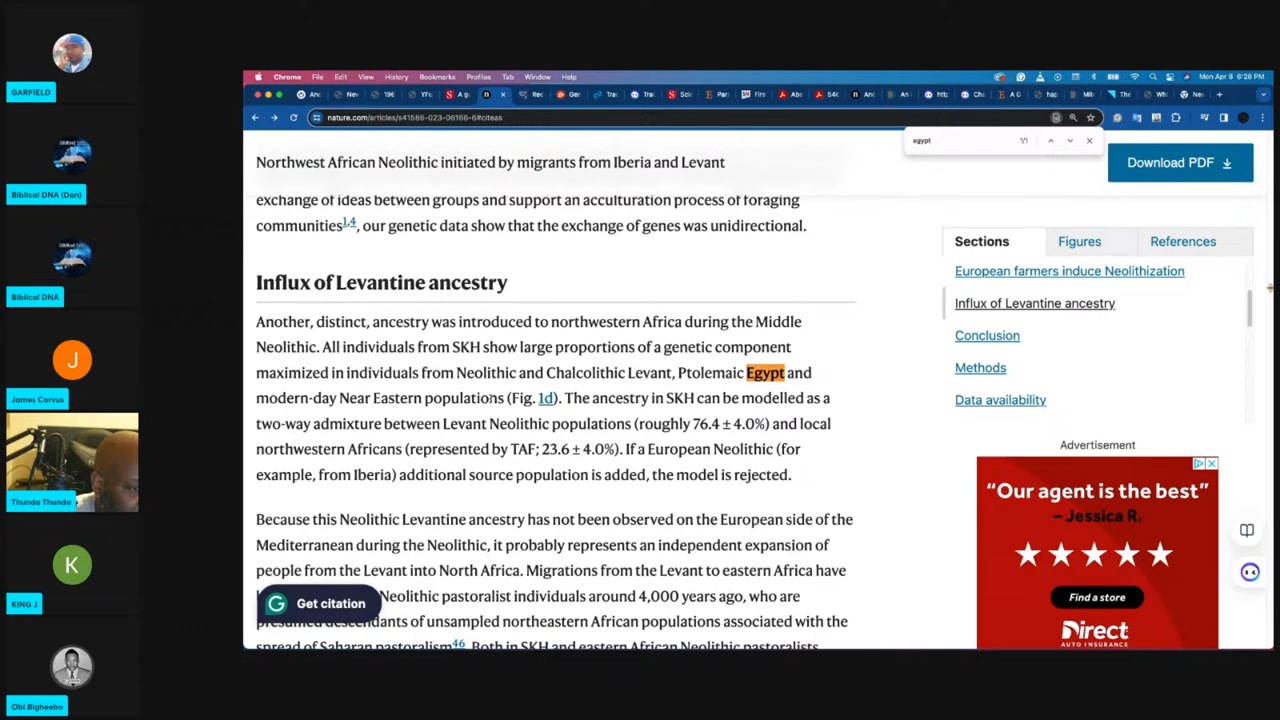 GARFIELD
Biblical DNA (Dan)
Biblical DNA
J
James Corvus
Thunda Thunda
K
KING J
Obi Bigheebo
Chrome File Edit View History Bookmarks Profiles Tab Window Help
Mon Apr 8 6:28 PM
nature.com/articles/s41586-023-06166-6#citeas
egypt 1/1
Northwest African Neolithic initiated by migrants from Iberia and Levant
Download PDF
exchange of ideas between groups and support an acculturation process of foraging
communities1,4, our genetic data show that the exchange of genes was unidirectional.
Influx of Levantine ancestry
Another, distinct, ancestry was introduced to northwestern Africa during the Middle
Neolithic. All individuals from SKH show large proportions of a genetic component
maximized in individuals from Neolithic and Chalcolithic Levant, Ptolemaic Egypt and
modern-day Near Eastern populations (Fig. 1d). The ancestry in SKH can be modelled as a
two-way admixture between Levant Neolithic populations (roughly 76.4 ± 4.0%) and local
northwestern Africans (represented by TAF; 23.6 ± 4.0%). If a European Neolithic (for
example, from Iberia) additional source population is added, the model is rejected.
Because this Neolithic Levantine ancestry has not been observed on the European side of the
Mediterranean during the Neolithic, it probably represents an independent expansion of
people from the Levant into North Africa. Migrations from the Levant to eastern Africa have
Neolithic pastoralist individuals around 4,000 years ago, who are
presumed descendants of unsampled northeastern African populations associated with the
spread of Saharan pastoralism46. Both in SKH and eastern African Neolithic pastoralists
Get citation
Sections Figures References
European farmers induce Neolithization
Influx of Levantine ancestry
Conclusion
Methods
Data availability
Advertisement
“Our agent is the best”
– Jessica R.
Find a store
Direct
AUTO INSURANCE